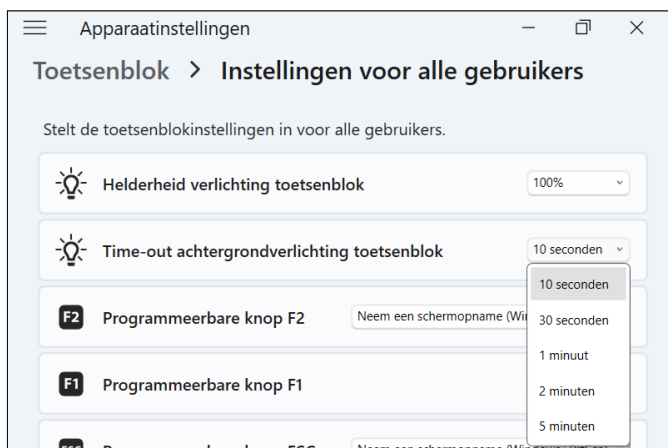 Apparaatinstellingen
Toetsenblok > Instellingen voor alle gebruikers
Stelt de toetsenblokinstellingen in voor alle gebruikers.
Helderheid verlichting toetsenblok 100%
Time-out achtergrondverlichting toetsenblok 10 seconden
10 seconden
F2 Programmeerbare knop F2 Neem een schermopname (Wi
30 seconden
1 minuut
F1 Programmeerbare knop F1
2 minuten
5 minuten